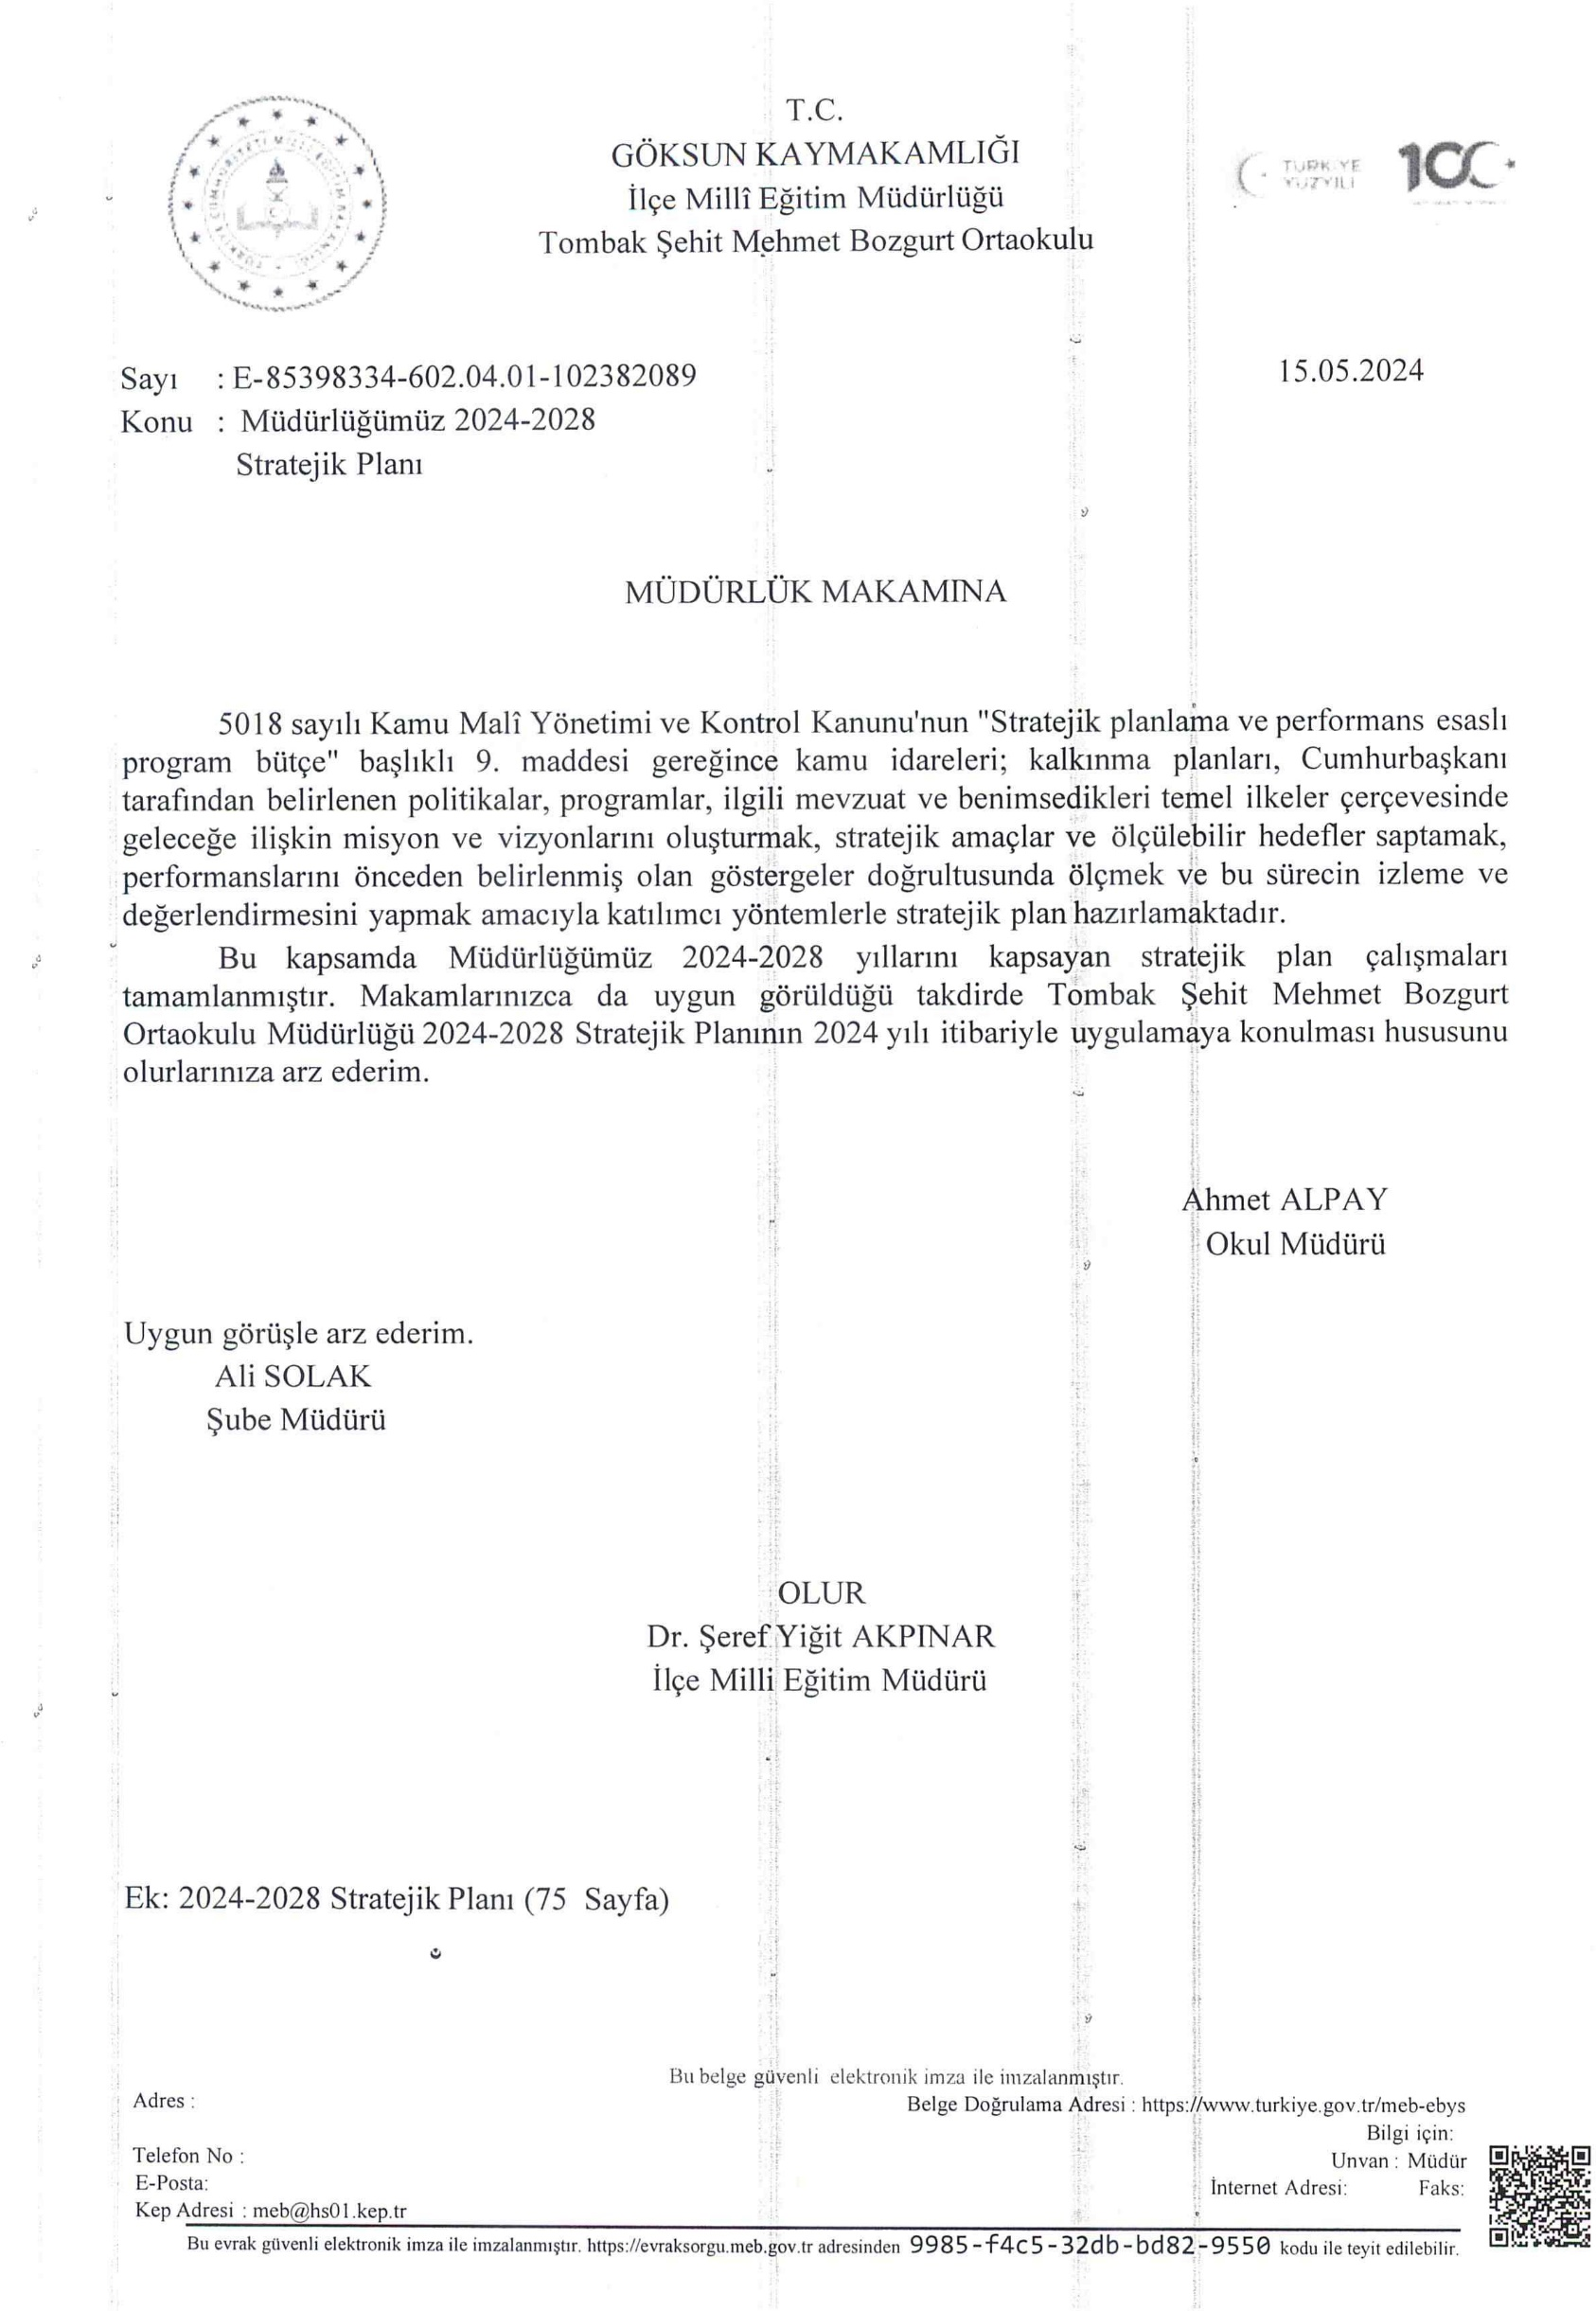 T.C.
GÖKSUN KAYMAKAMLIĞI
İlçe Millî Eğitim Müdürlüğü
Tombak Şehit Mehmet Bozgurt Ortaokulu
TÜRKİYE
YÜZYILI
100
Sayı : E-85398334-602.04.01-102382089
15.05.2024
Konu : Müdürlüğümüz 2024-2028
Stratejik Planı
MÜDÜRLÜK MAKAMINA
5018 sayılı Kamu Malî Yönetimi ve Kontrol Kanunu'nun "Stratejik planlama ve performans esaslı
program bütçe" başlıklı 9. maddesi gereğince kamu idareleri; kalkınma planları, Cumhurbaşkanı
tarafından belirlenen politikalar, programlar, ilgili mevzuat ve benimsedikleri temel ilkeler çerçevesinde
geleceğe ilişkin misyon ve vizyonlarını oluşturmak, stratejik amaçlar ve ölçülebilir hedefler saptamak,
performanslarını önceden belirlenmiş olan göstergeler doğrultusunda ölçmek ve bu sürecin izleme ve
değerlendirmesini yapmak amacıyla katılımcı yöntemlerle stratejik plan hazırlamaktadır.
Bu kapsamda Müdürlüğümüz 2024-2028 yıllarını kapsayan stratejik plan çalışmaları
tamamlanmıştır. Makamlarınızca da uygun görüldüğü takdirde Tombak Şehit Mehmet Bozgurt
Ortaokulu Müdürlüğü 2024-2028 Stratejik Planının 2024 yılı itibariyle uygulamaya konulması hususunu
olurlarınıza arz ederim.
Ahmet ALPAY
Okul Müdürü
Uygun görüşle arz ederim.
Ali SOLAK
Şube Müdürü
OLUR
Dr. Şeref Yiğit AKPINAR
İlçe Milli Eğitim Müdürü
Ek: 2024-2028 Stratejik Planı (75 Sayfa)
Bu belge güvenli elektronik imza ile imzalanmıştır.
Adres :
Belge Doğrulama Adresi : https://www.turkiye.gov.tr/meb-ebys
Bilgi için:
Telefon No :
Unvan : Müdür
E-Posta:
İnternet Adresi: Faks:
Kep Adresi : meb@hs01.kep.tr
Bu evrak güvenli elektronik imza ile imzalanmıştır. https://evraksorgu.meb.gov.tr adresinden 9985-f4c5-32db-bd82-9550 kodu ile teyit edilebilir.